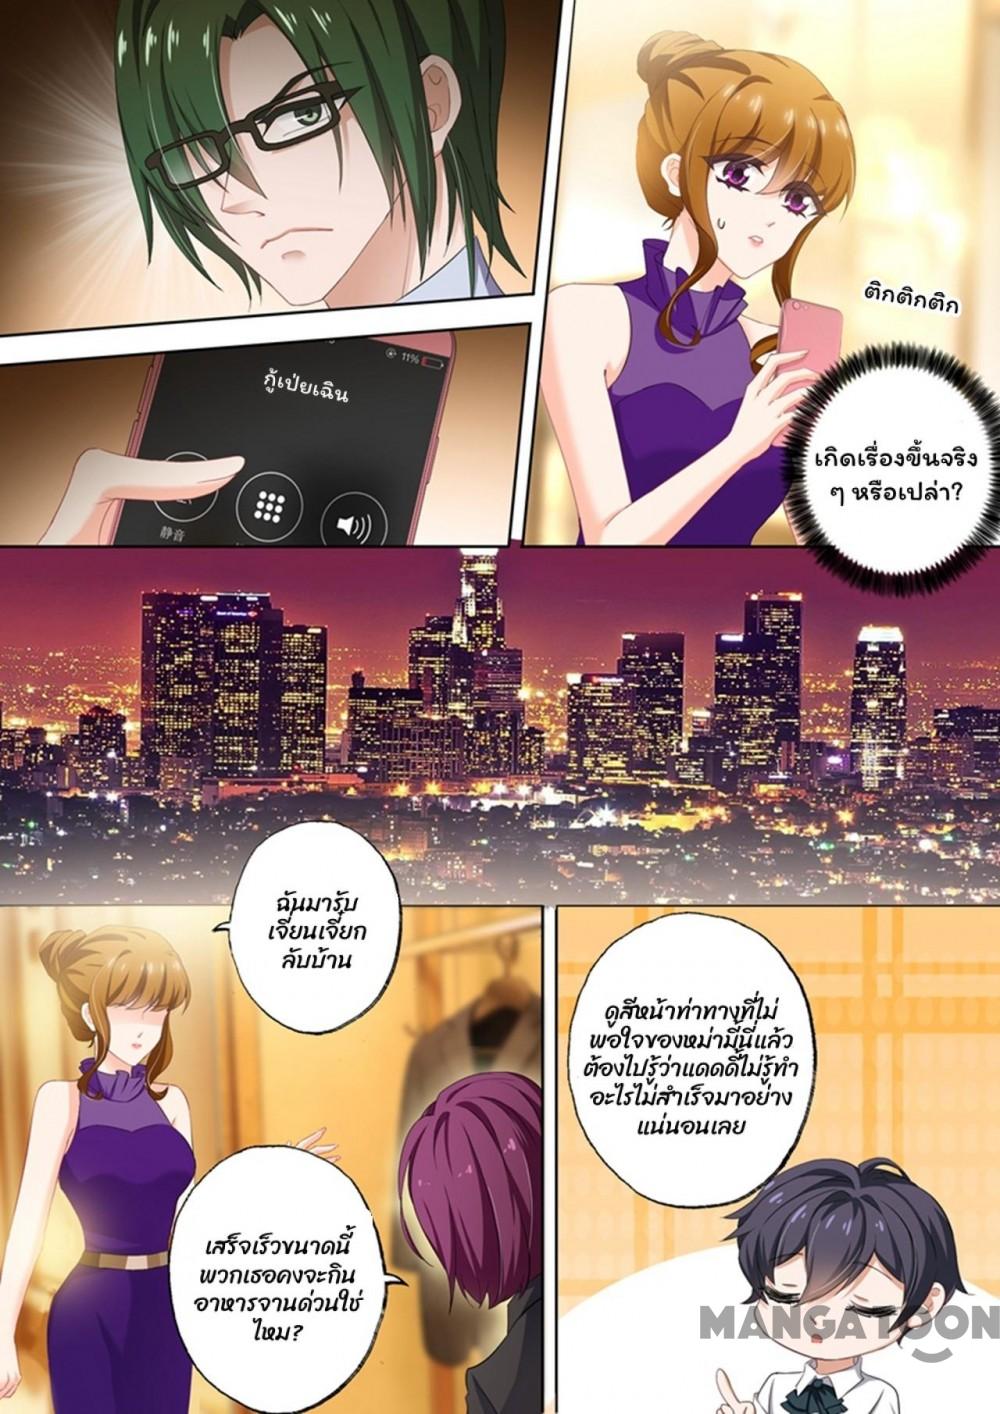 11%
กู้เป่ยเฉิน
静音
ติกติกติก
เกิดเรื่องขึ้นจริง
ๆ หรือเปล่า?
ฉันมารับ
เจี่ยนเจี๋ยก
ลับบ้าน
เสร็จเร็วขนาดนี้
พวกเธอคงจะกิน
อาหารจานด่วนใช่
ไหม?
ดูสีหน้าท่าทางที่ไม่
พอใจของหม่ามี้นี่แล้ว
ต้องไปรู้ว่าแดดดี้ไม่รู้ทำ
อะไรไม่สำเร็จมาอย่าง
แน่นอนเลย
MANGATOON